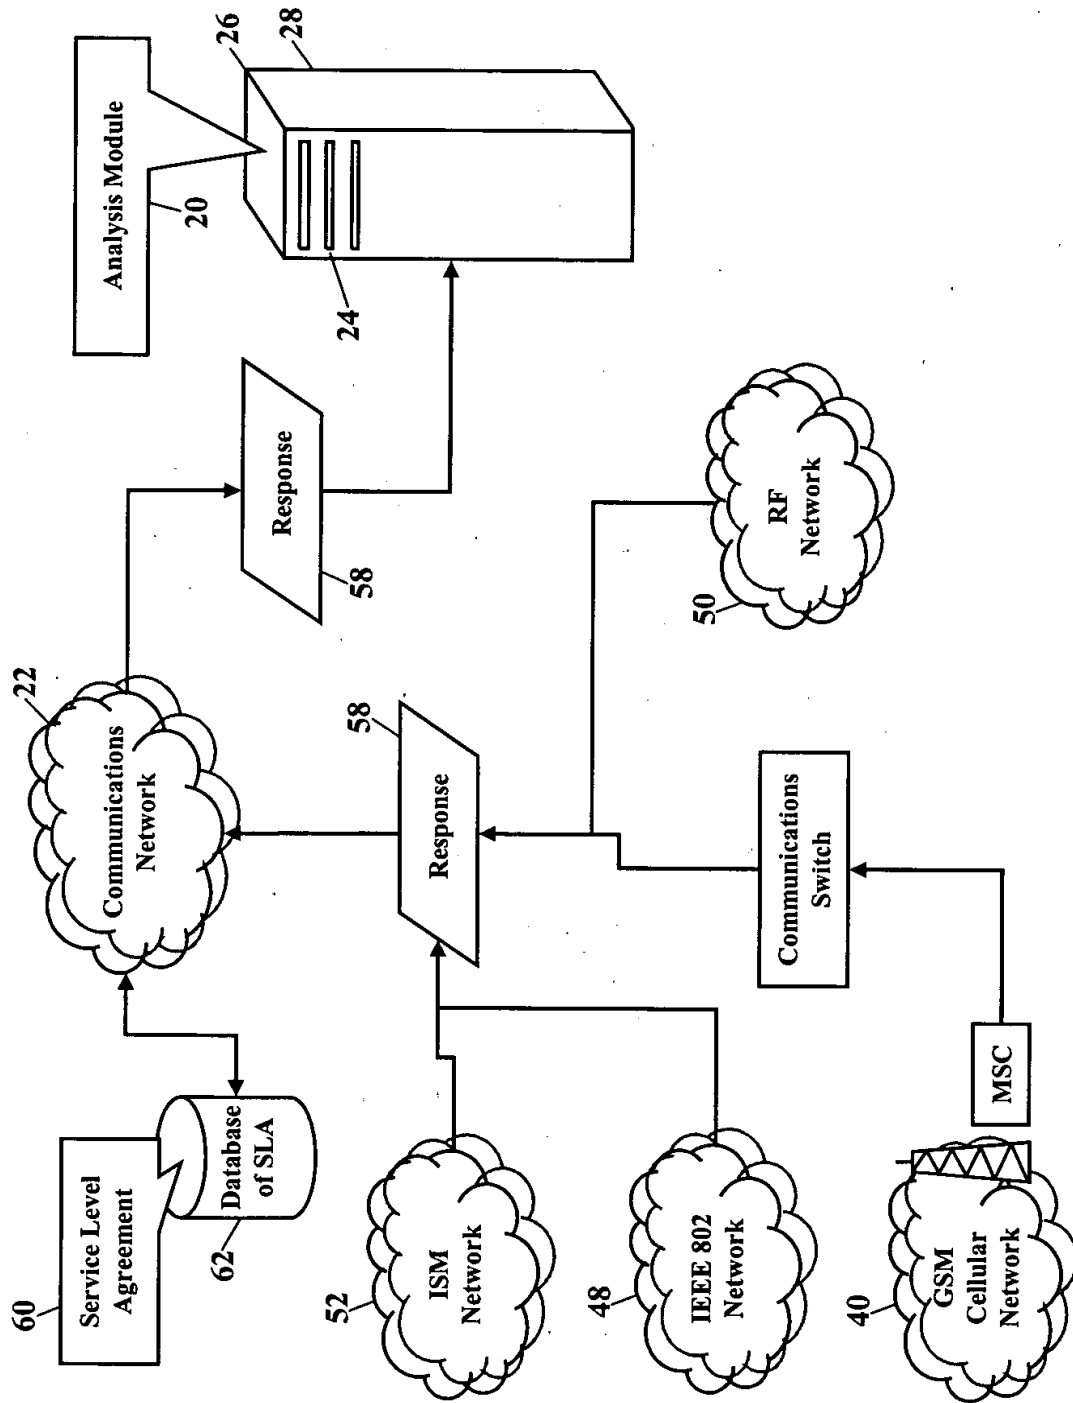 60
Service Level
Agreement
62
Database
of SLA
22
Communications
Network
Analysis Module
20
26
28
24
Response
58
58
Response
52
ISM
Network
48
IEEE 802
Network
40
GSM
Cellular
Network
MSC
Communications
Switch
50
RF
Network